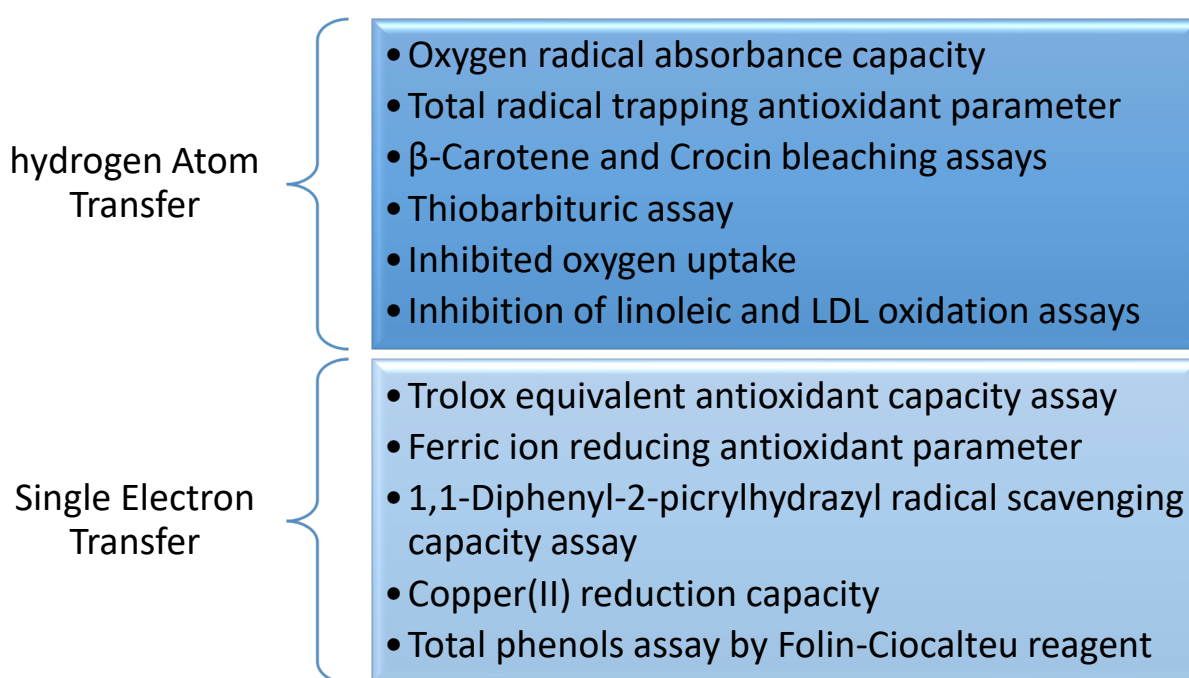 hydrogen Atom
Transfer
•Oxygen radical absorbance capacity
•Total radical trapping antioxidant parameter
•β-Carotene and Crocin bleaching assays
•Thiobarbituric assay
•Inhibited oxygen uptake
•Inhibition of linoleic and LDL oxidation assays
Single Electron
Transfer
•Trolox equivalent antioxidant capacity assay
•Ferric ion reducing antioxidant parameter
•1,1-Diphenyl-2-picrylhydrazyl radical scavenging
capacity assay
•Copper(II) reduction capacity
•Total phenols assay by Folin-Ciocalteu reagent